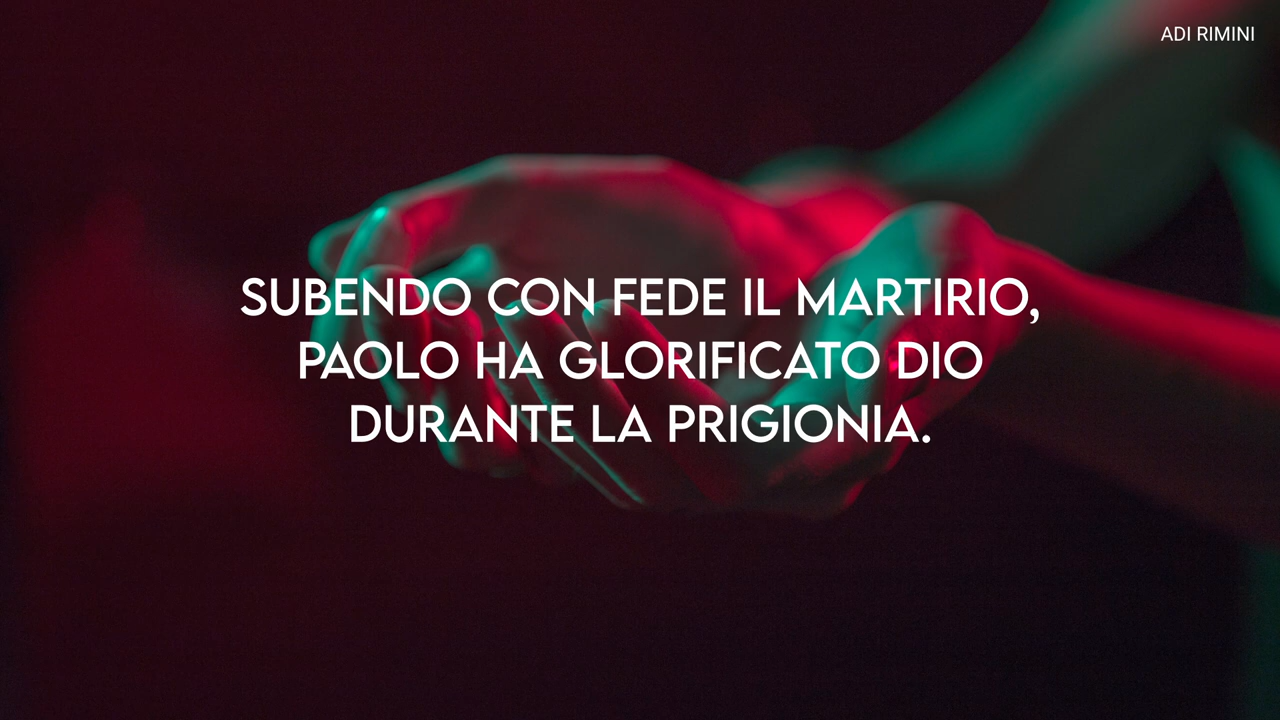 ADI RIMINI
SUBENDO CON FEDE IL MARTIRIO,
PAOLO HA GLORIFICATO DIO
DURANTE LA PRIGIONIA.